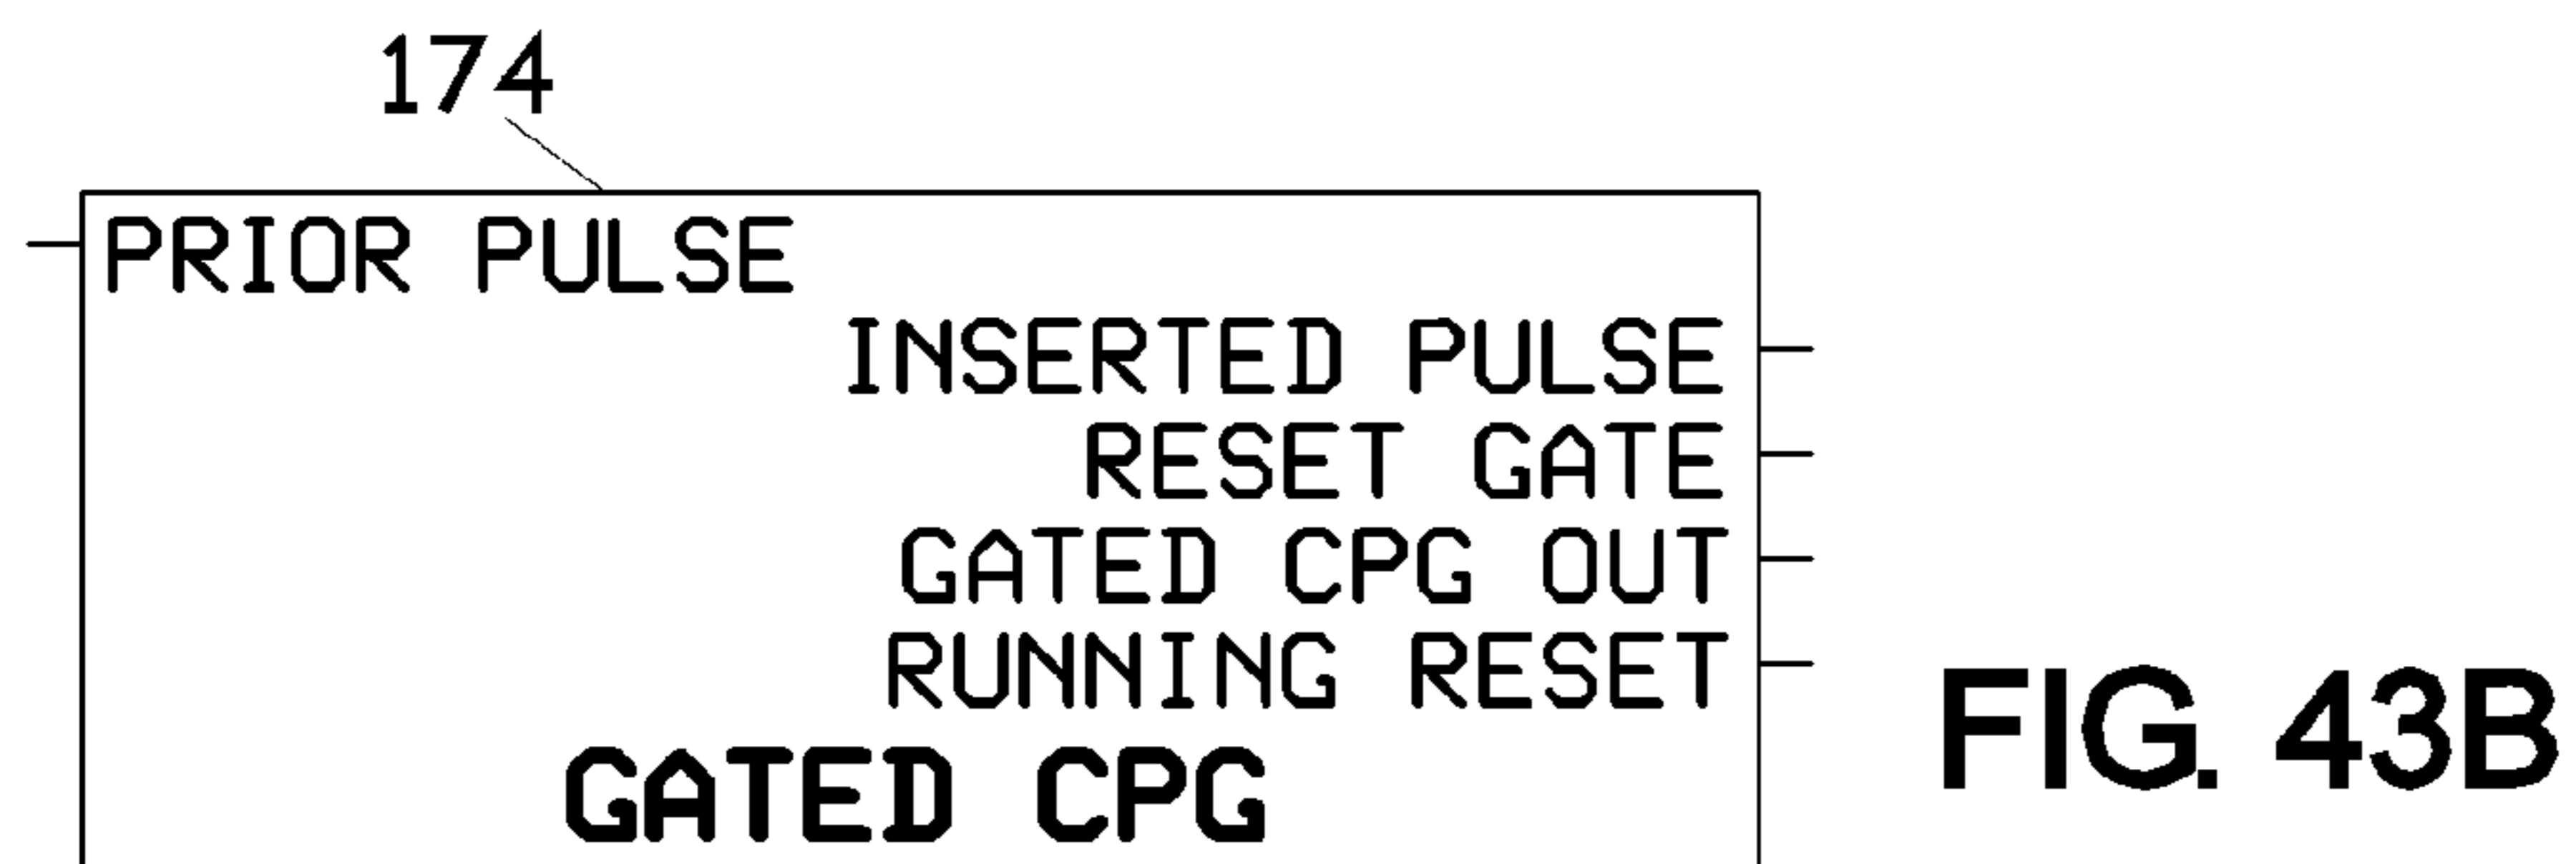 174
PRIOR PULSE
INSERTED PULSE
RESET GATE
GATED CPG OUT
RUNNING RESET
GATED CPG
FIG. 43B